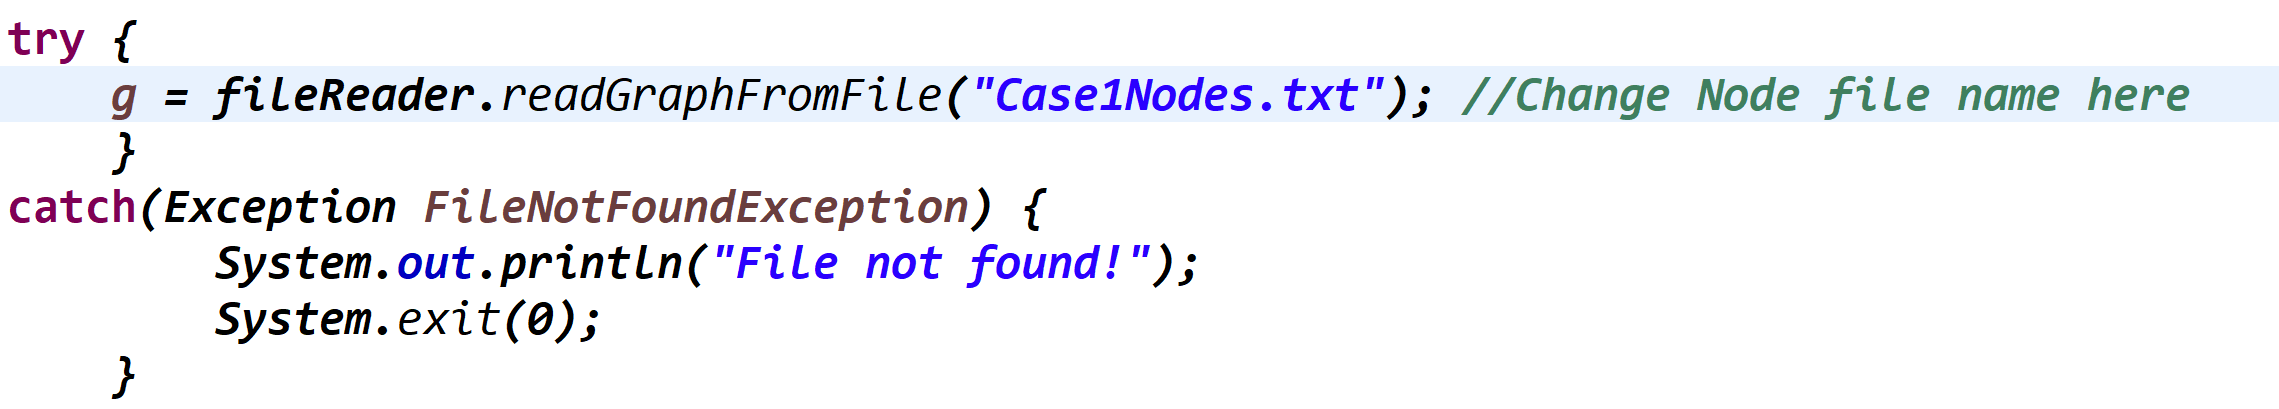 try {
    g = fileReader.readGraphFromFile("Case1Nodes.txt"); //Change Node file name here
    }
catch(Exception FileNotFoundException) {
        System.out.println("File not found!");
        System.exit(0);
    }